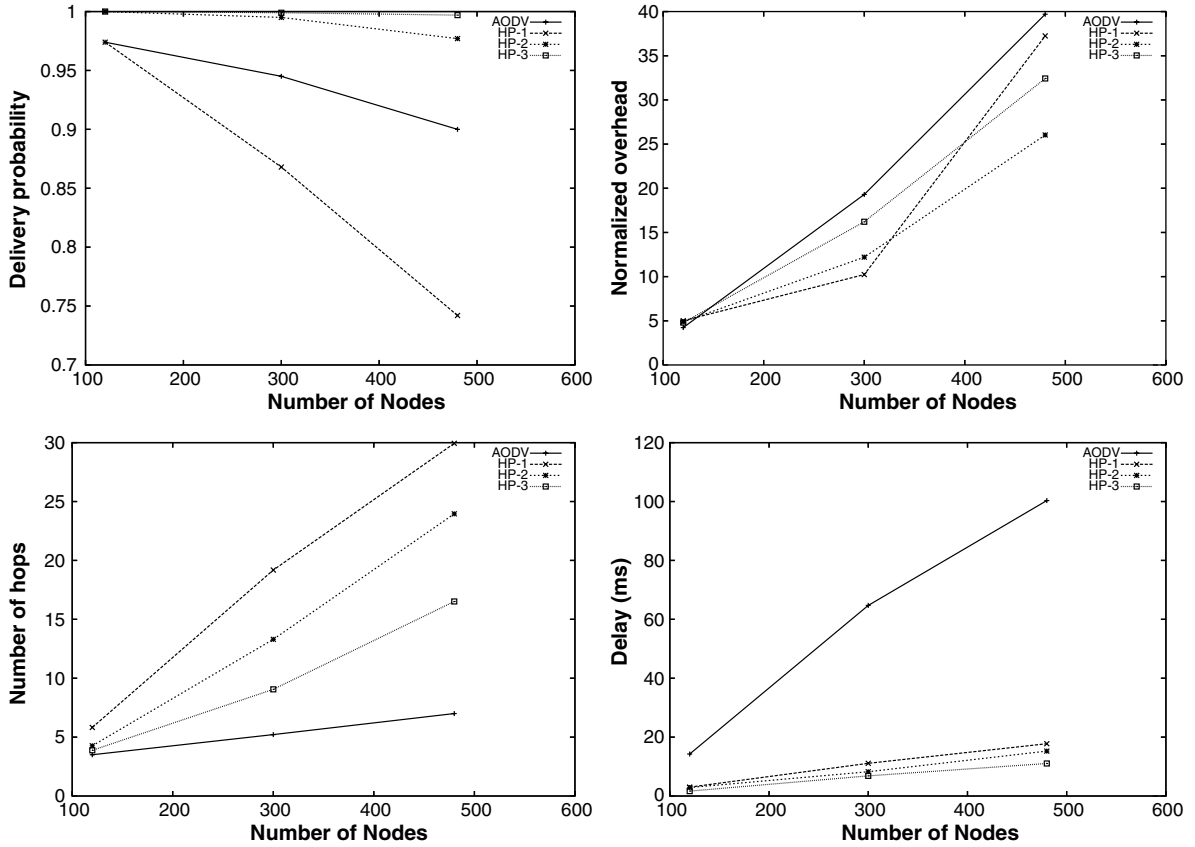 1
0.95
0.9
0.85
0.8
0.75
0.7
100 200 300 400 500 600
Delivery probability
Number of Nodes
AODV
HP-1
HP-2
HP-3
40
35
30
25
20
15
10
5
0
100 200 300 400 500 600
Normalized overhead
Number of Nodes
AODV
HP-1
HP-2
HP-3
30
25
20
15
10
5
0
100 200 300 400 500 600
Number of hops
Number of Nodes
AODV
HP-1
HP-2
HP-3
120
100
80
60
40
20
0
100 200 300 400 500 600
Delay (ms)
Number of Nodes
AODV
HP-1
HP-2
HP-3